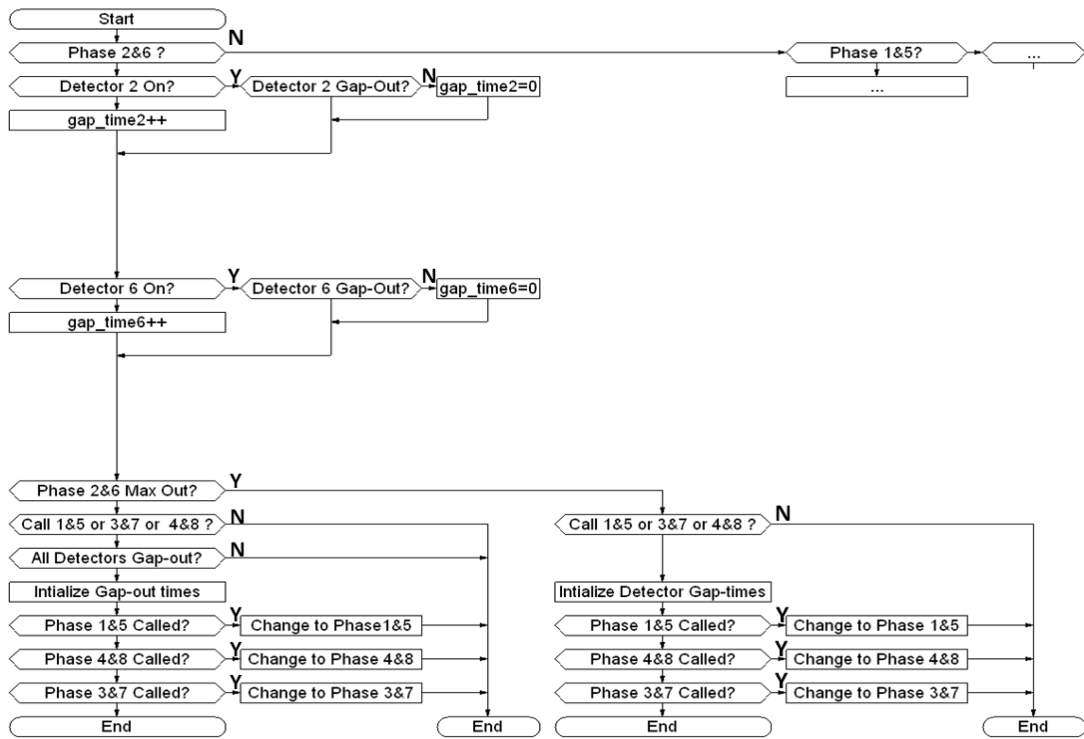 Start
N
Phase 2&6 ?
Phase 1&5?
...
Y
N
Detector 2 On?
Detector 2 Gap-Out?
gap_time2=0
...
gap_time2++
Y
N
Detector 6 On?
Detector 6 Gap-Out?
gap_time6=0
gap_time6++
Y
Phase 2&6 Max Out?
N
N
Call 1&5 or 3&7 or 4&8 ?
Call 1&5 or 3&7 or 4&8 ?
N
All Detectors Gap-out?
Intialize Gap-out times
Intialize Detector Gap-times
Y
Y
Phase 1&5 Called?
Change to Phase1&5
Phase 1&5 Called?
Change to Phase 1&5
Y
Y
Phase 4&8 Called?
Change to Phase 4&8
Phase 4&8 Called?
Change to Phase 4&8
Y
Y
Phase 3&7 Called?
Change to Phase 3&7
Phase 3&7 Called?
Change to Phase 3&7
End
End
End
End